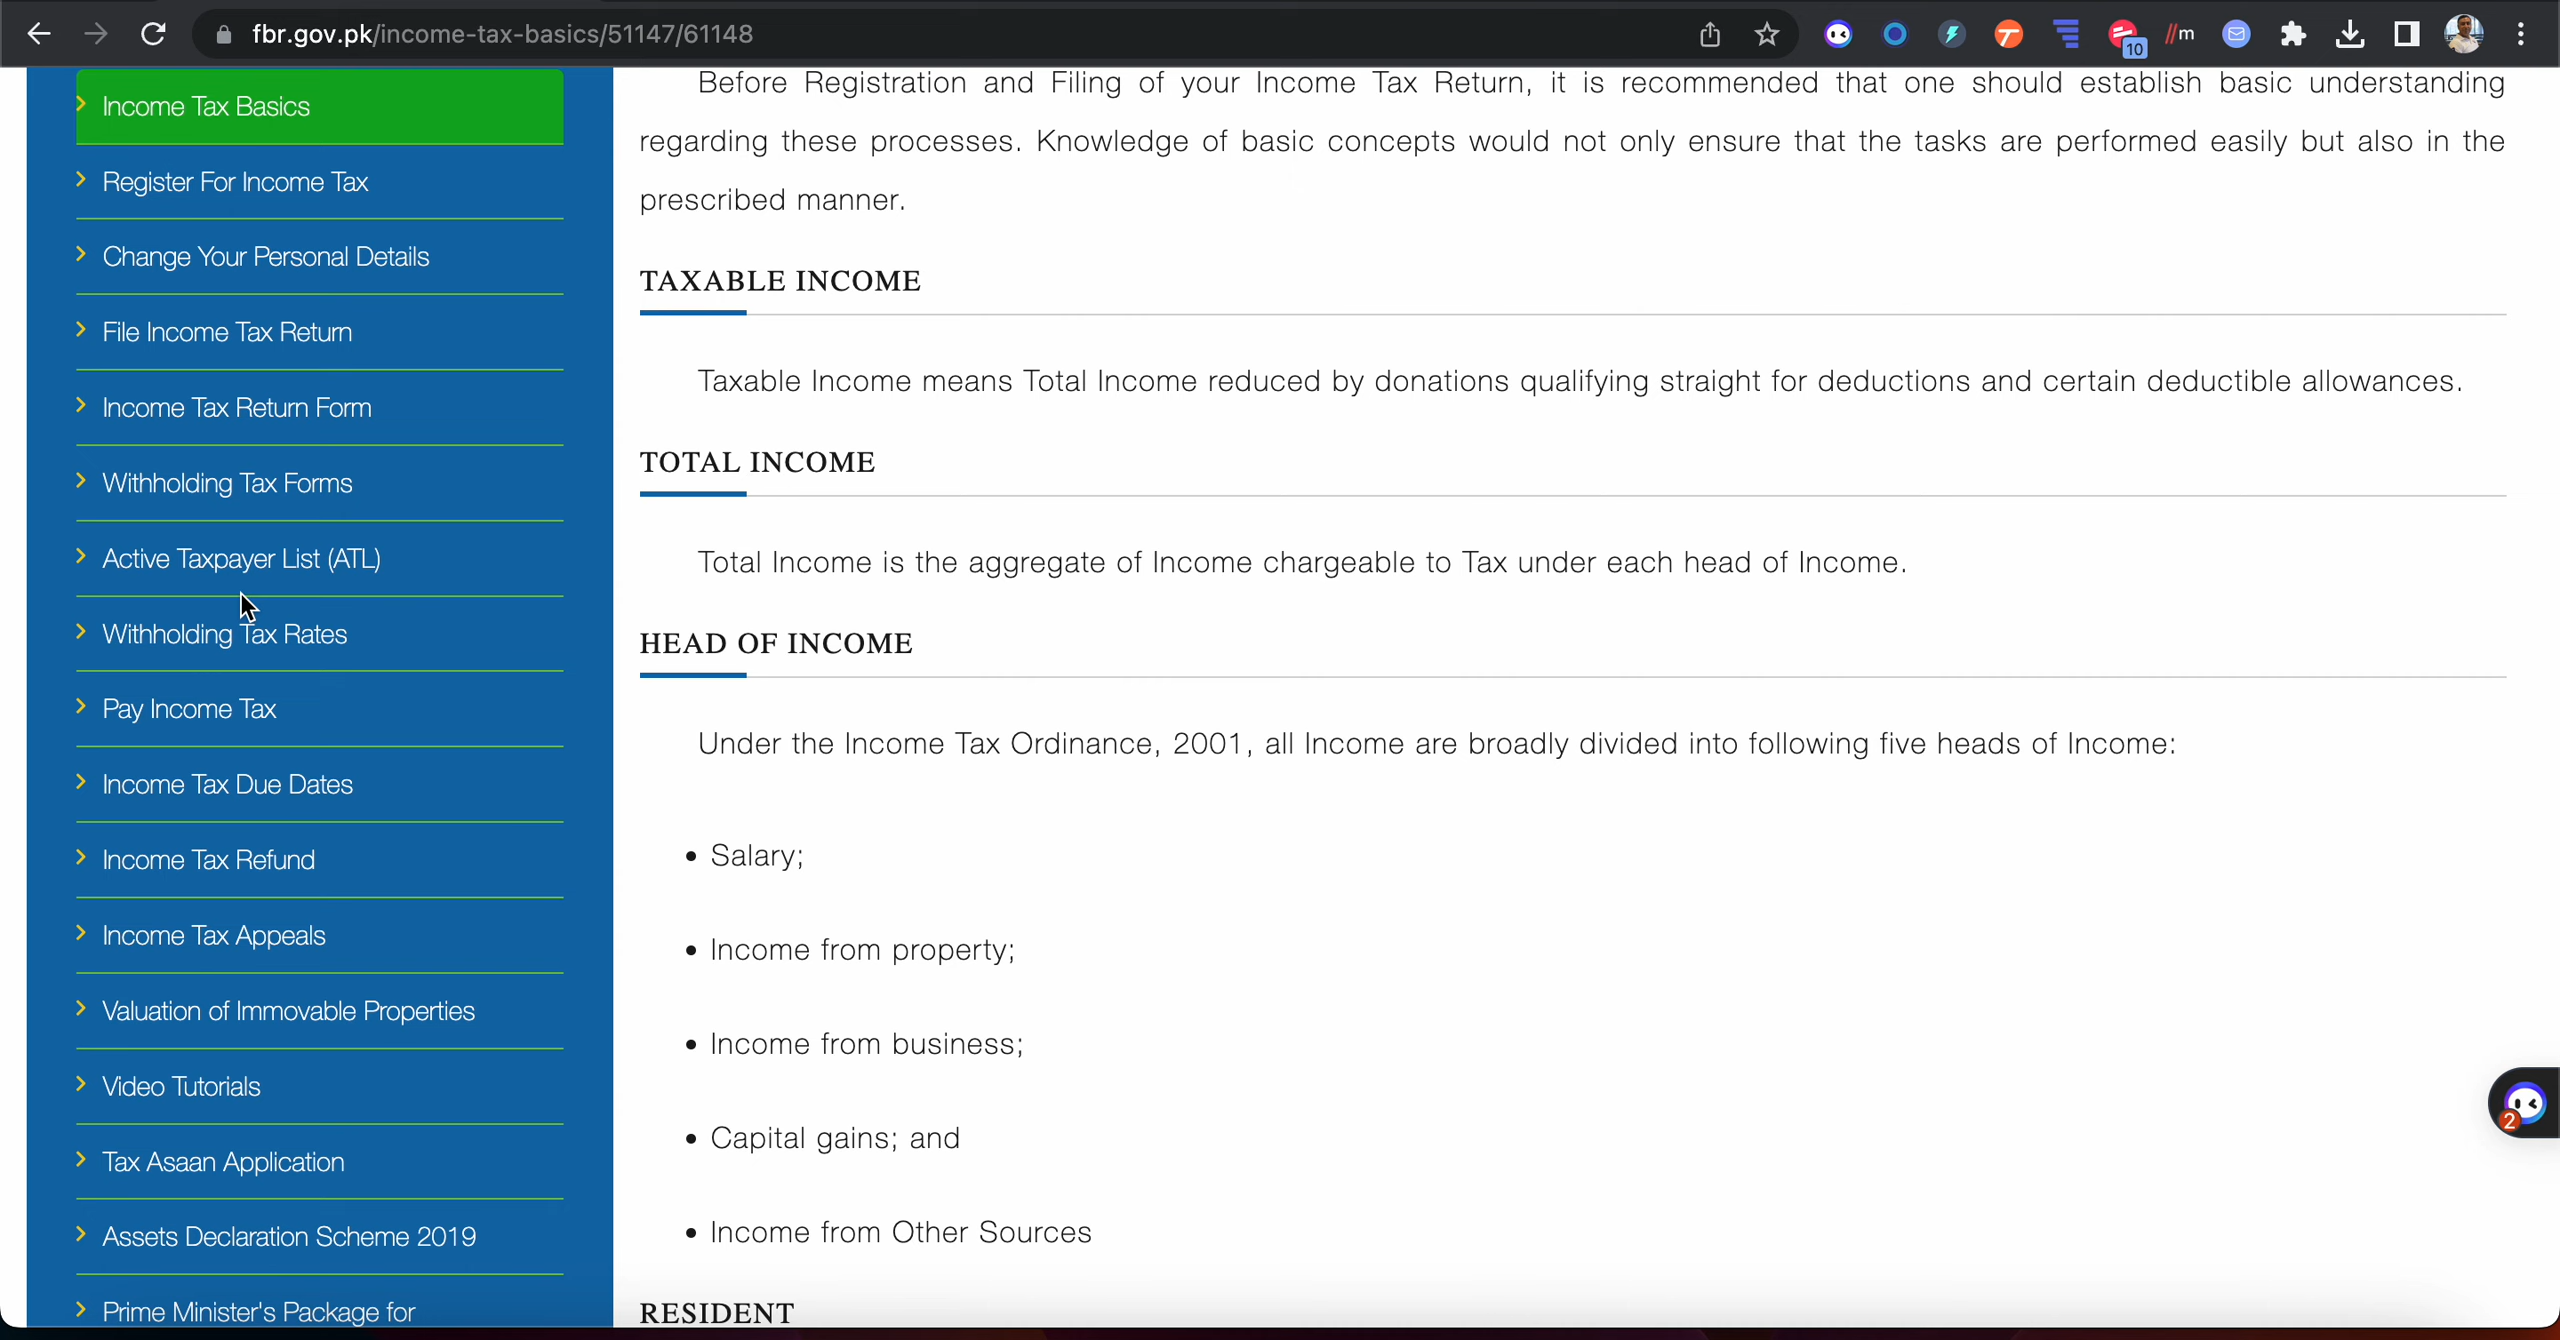 fbr.gov.pk/income-tax-basics/51147/61148
10
//m
Income Tax Basics
Register For Income Tax
Change Your Personal Details
File Income Tax Return
Income Tax Return Form
Withholding Tax Forms
Active Taxpayer List (ATL)
Withholding Tax Rates
Pay Income Tax
Income Tax Due Dates
Income Tax Refund
Income Tax Appeals
Valuation of Immovable Properties
Video Tutorials
Tax Asaan Application
Assets Declaration Scheme 2019
Prime Minister's Package for
Before Registration and Filing of your Income Tax Return, it is recommended that one should establish basic understanding
regarding these processes. Knowledge of basic concepts would not only ensure that the tasks are performed easily but also in the
prescribed manner.
TAXABLE INCOME
Taxable Income means Total Income reduced by donations qualifying straight for deductions and certain deductible allowances.
TOTAL INCOME
Total Income is the aggregate of Income chargeable to Tax under each head of Income.
HEAD OF INCOME
Under the Income Tax Ordinance, 2001, all Income are broadly divided into following five heads of Income:
• Salary;
• Income from property;
• Income from business;
• Capital gains; and
• Income from Other Sources
RESIDENT
2